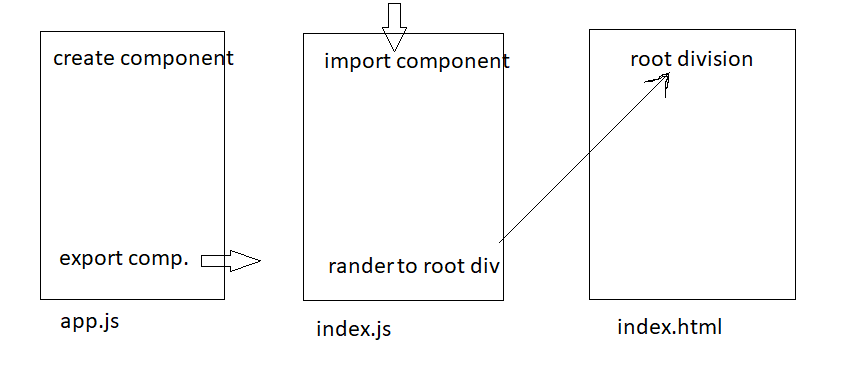 create component
export comp.
app.js
import component
rander to root div
index.js
root division
index.html